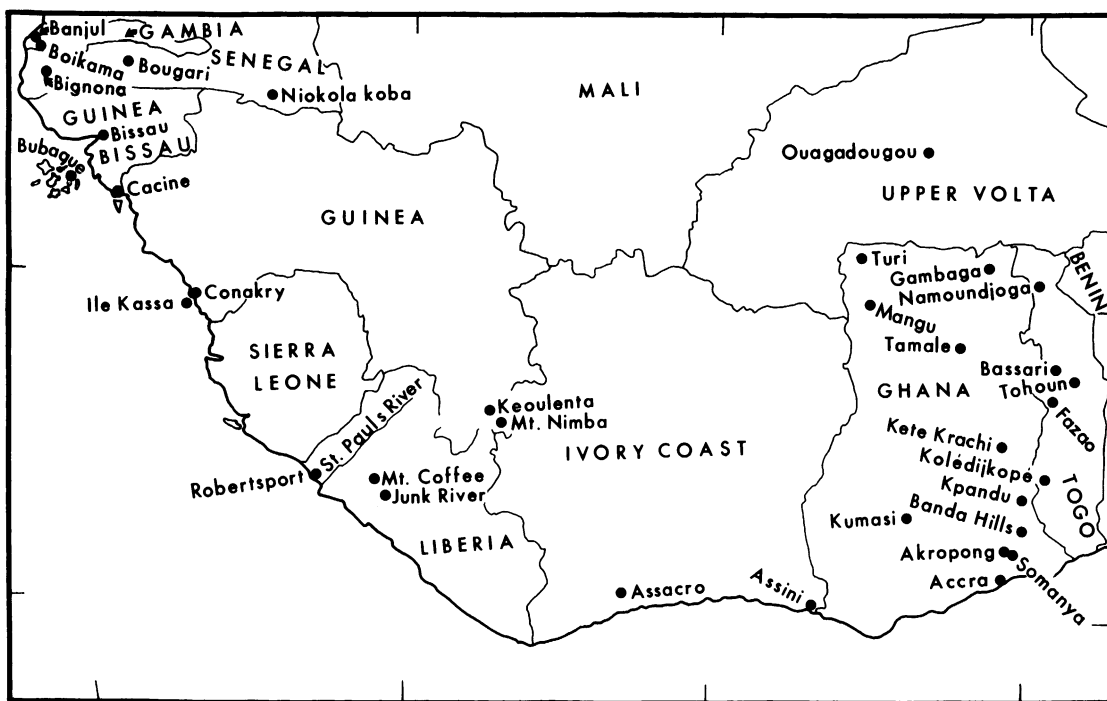 Banjul
GAMBIA
Boikama
Bougari
SENEGAL
Bignona
Niokola koba
MALI
GUINEA
BISSAU
Bissau
Bubaque
Cacine
Ouagadougou
UPPER VOLTA
GUINEA
Turi
Gambaga
BENIN
Namoundjoga
Conakry
Ile Kassa
Mangu
Tamale
SIERRA
LEONE
Bassari
Tohoun
GHANA
Fazao
St. Pauls River
Keoulenta
Mt. Nimba
IVORY COAST
Kete Krachi
Kolédijkopé
Robertsport
Mt. Coffee
Junk River
Kpandu
TOGO
Banda Hills
Kumasi
LIBERIA
Akropong
Somanya
Accra
Assacro
Assini